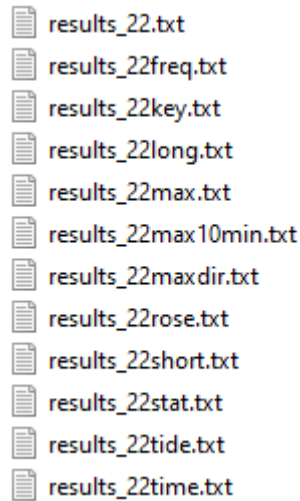 results_22.txt
results_22freq.txt
results_22key.txt
results_22long.txt
results_22max.txt
results_22max10min.txt
results_22maxdir.txt
results_22rose.txt
results_22short.txt
results_22stat.txt
results_22tide.txt
results_22time.txt